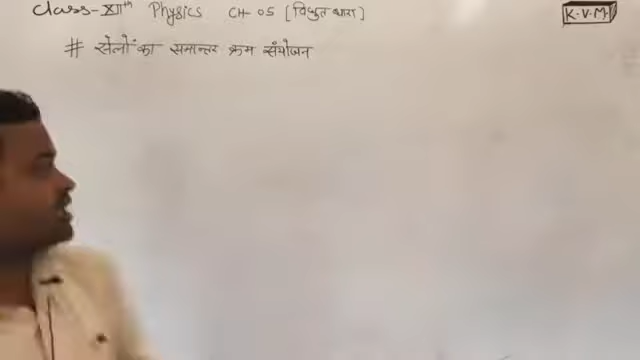 Class-XIIth Physics CH-05 [विद्युत धारा]
K.V.M
# सेलों का समान्तर क्रम संयोजन